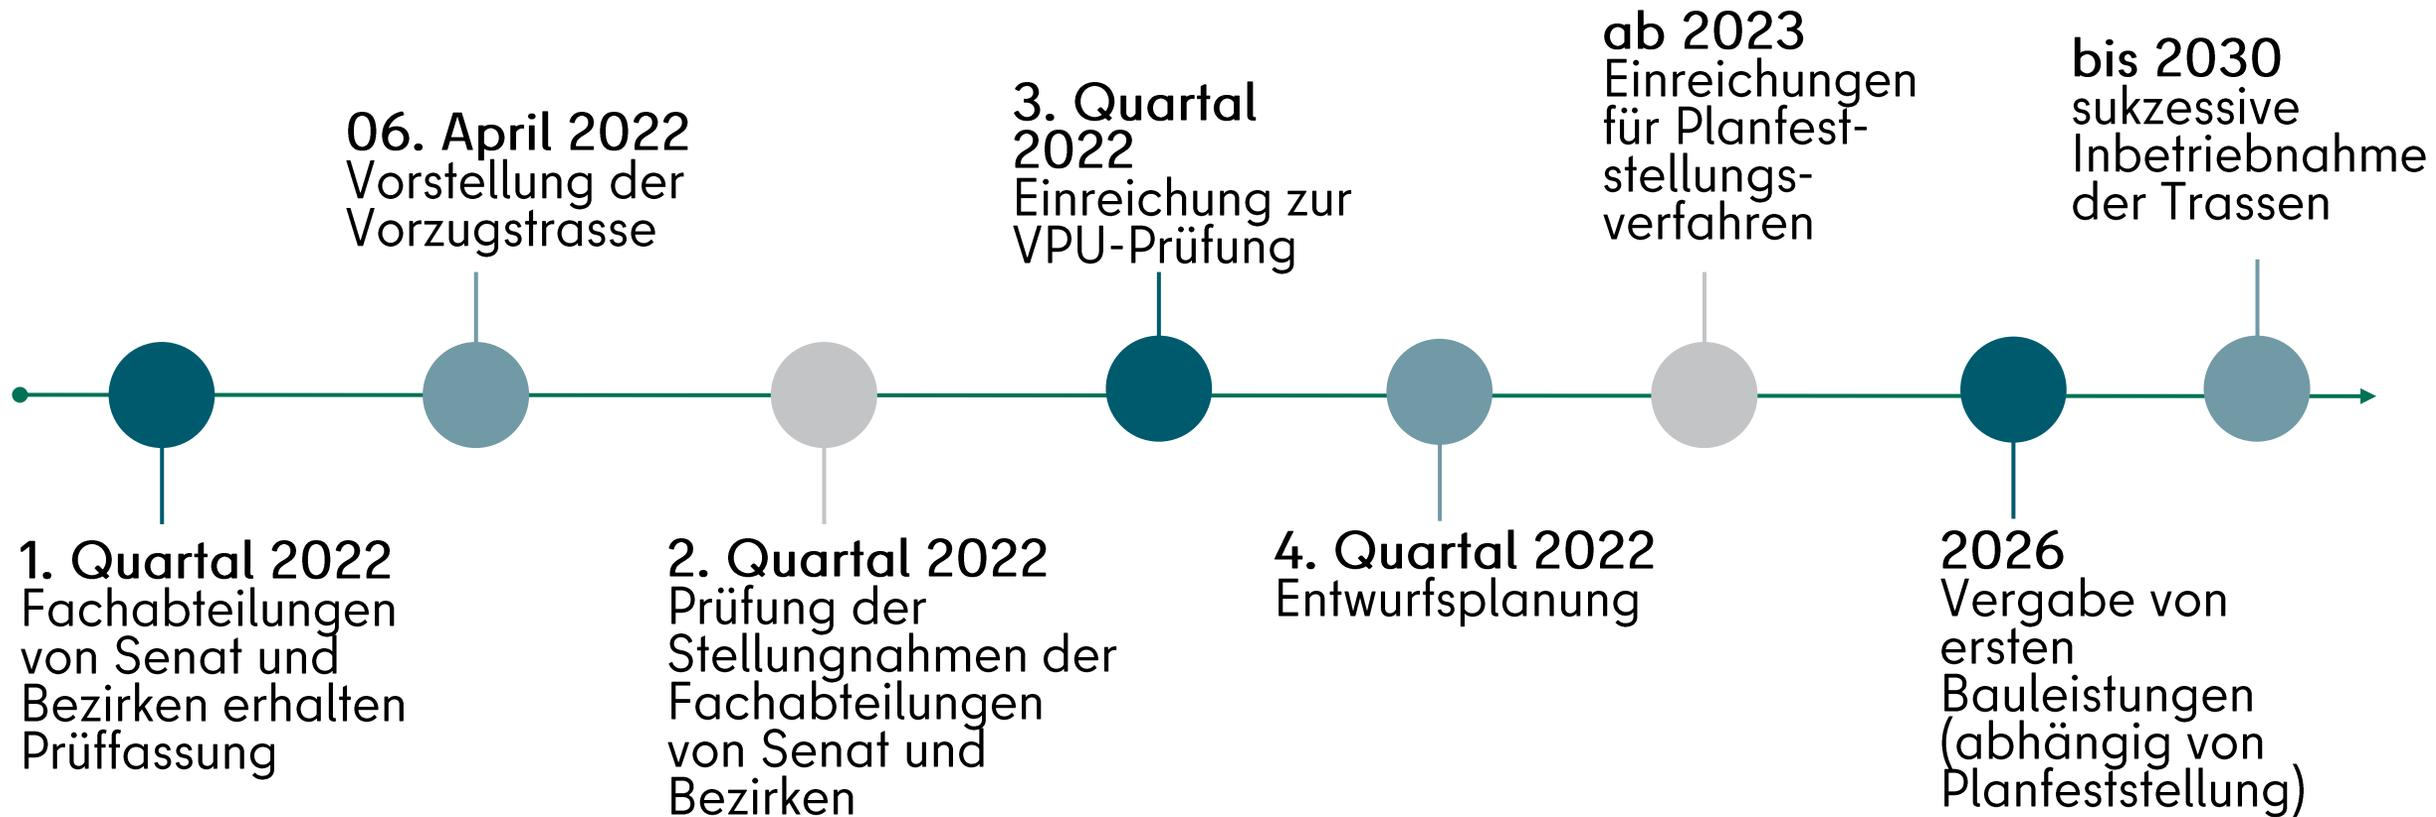 1. Quartal 2022
Fachabteilungen
von Senat und
Bezirken erhalten
Prüffassung
06. April 2022
Vorstellung der
Vorzugstrasse
2. Quartal 2022
Prüfung der
Stellungnahmen der
Fachabteilungen
von Senat und
Bezirken
3. Quartal
2022
Einreichung zur
VPU-Prüfung
4. Quartal 2022
Entwurfsplanung
ab 2023
Einreichungen
für Planfest-
stellungs-
verfahren
2026
Vergabe von
ersten
Bauleistungen
(abhängig von
Planfeststellung)
bis 2030
sukzessive
Inbetriebnahme
der Trassen